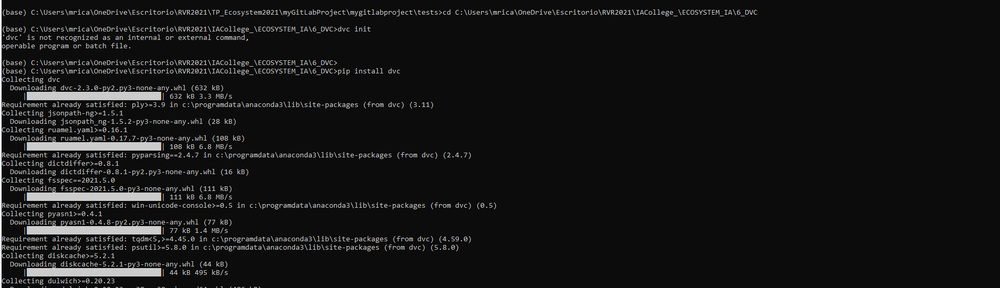 (base) C:\Users\mrica\OneDrive\Escritorio\RVR2021\TP_Ecosystem2021\myGitLabProject\mygitlabproject\tests>cd C:\Users\mrica\OneDrive\Escritorio\RVR2021\IACollege_\ECOSYSTEM_IA\6_DVC
(base) C:\Users\mrica\OneDrive\Escritorio\RVR2021\IACollege_\ECOSYSTEM_IA\6_DVC>dvc init
'dvc' is not recognized as an internal or external command,
operable program or batch file.
(base) C:\Users\mrica\OneDrive\Escritorio\RVR2021\IACollege_\ECOSYSTEM_IA\6_DVC>
(base) C:\Users\mrica\OneDrive\Escritorio\RVR2021\IACollege_\ECOSYSTEM_IA\6_DVC>pip install dvc
Collecting dvc
  Downloading dvc-2.3.0-py2.py3-none-any.whl (632 kB)
     |████████████████████████████████| 632 kB 3.3 MB/s
Requirement already satisfied: ply>=3.9 in c:\programdata\anaconda3\lib\site-packages (from dvc) (3.11)
Collecting jsonpath-ng>=1.5.1
  Downloading jsonpath_ng-1.5.2-py3-none-any.whl (28 kB)
Collecting ruamel.yaml>=0.16.1
  Downloading ruamel.yaml-0.17.7-py3-none-any.whl (108 kB)
     |████████████████████████████████| 108 kB 6.8 MB/s
Requirement already satisfied: pyparsing==2.4.7 in c:\programdata\anaconda3\lib\site-packages (from dvc) (2.4.7)
Collecting dictdiffer>=0.8.1
  Downloading dictdiffer-0.8.1-py2.py3-none-any.whl (16 kB)
Collecting fsspec==2021.5.0
  Downloading fsspec-2021.5.0-py3-none-any.whl (111 kB)
     |████████████████████████████████| 111 kB 6.8 MB/s
Requirement already satisfied: win-unicode-console>=0.5 in c:\programdata\anaconda3\lib\site-packages (from dvc) (0.5)
Collecting pyasn1>=0.4.1
  Downloading pyasn1-0.4.8-py2.py3-none-any.whl (77 kB)
     |████████████████████████████████| 77 kB 1.4 MB/s
Requirement already satisfied: tqdm<5,>=4.45.0 in c:\programdata\anaconda3\lib\site-packages (from dvc) (4.59.0)
Requirement already satisfied: psutil>=5.8.0 in c:\programdata\anaconda3\lib\site-packages (from dvc) (5.8.0)
Collecting diskcache>=5.2.1
  Downloading diskcache-5.2.1-py3-none-any.whl (44 kB)
     |████████████████████████████████| 44 kB 495 kB/s
Collecting dulwich>=0.20.23